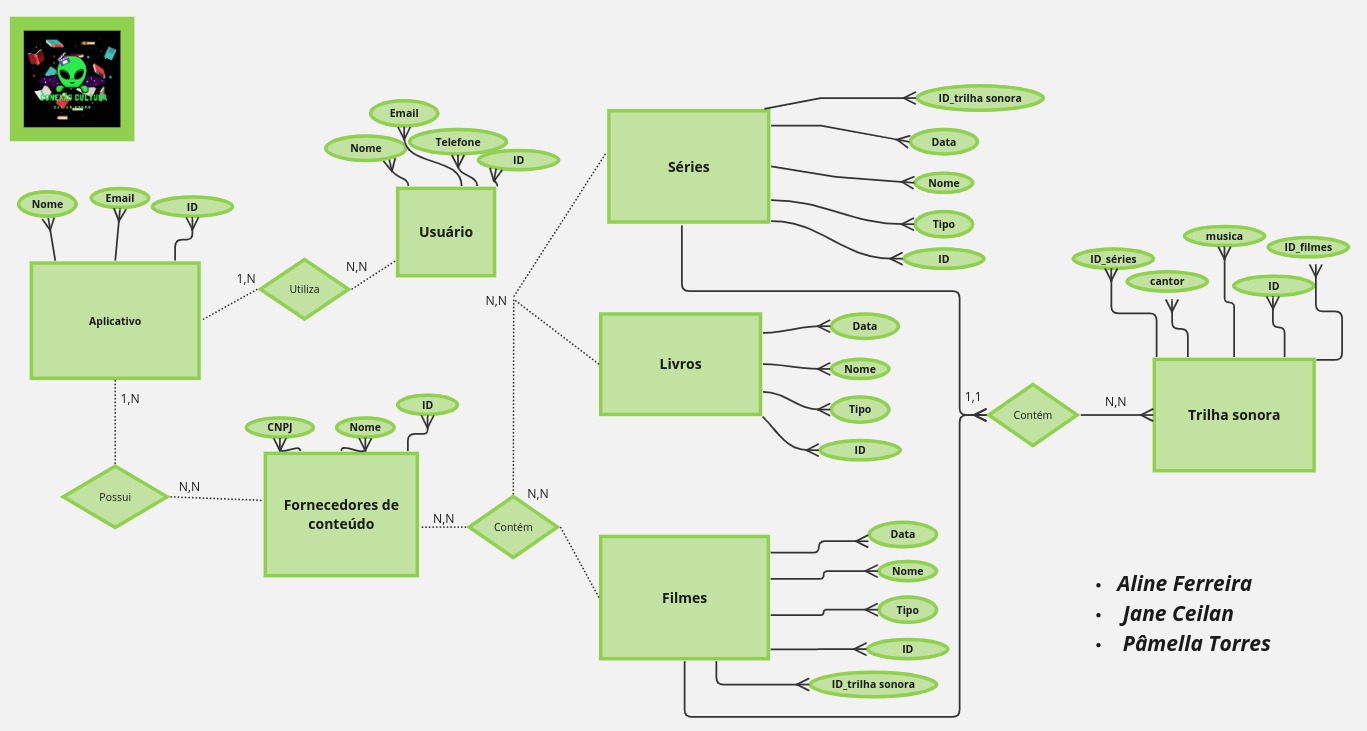 CONEXÃO CULTURA
Nome
Email
ID
Aplicativo
1,N
Utiliza
N,N
Nome
Email
Telefone
ID
Usuário
1,N
Possui
N,N
CNPJ
Nome
ID
Fornecedores de
conteúdo
N,N
Contém
N,N
N,N
Séries
ID_trilha sonora
Data
Nome
Tipo
ID
Livros
Data
Nome
Tipo
ID
Filmes
Data
Nome
Tipo
ID
ID_trilha sonora
1,1
Contém
N,N
ID_séries
cantor
musica
ID
ID_filmes
Trilha sonora
• Aline Ferreira
• Jane Ceilan
• Pâmella Torres